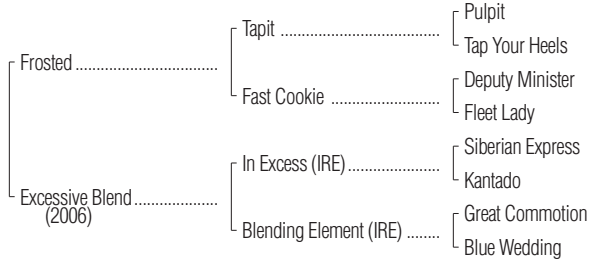 Pulpit
Tapit ....................................
Tap Your Heels
Frosted ................................
Deputy Minister
Fast Cookie ........................
Fleet Lady
Siberian Express
In Excess (IRE) ....................
Kantado
Excessive Blend ..................
(2006)
Great Commotion
Blending Element (IRE) ........
Blue Wedding